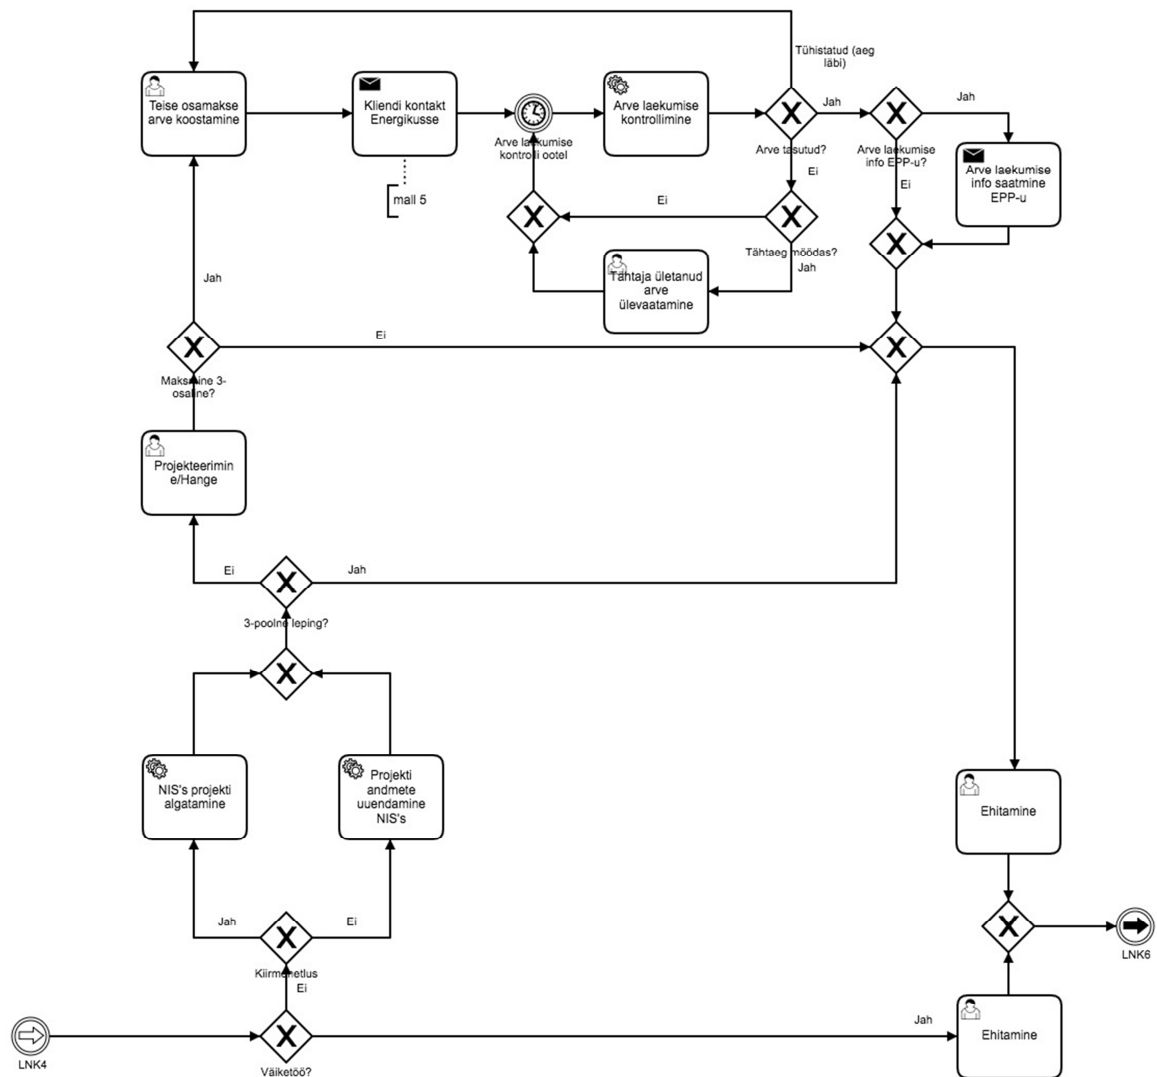 Tühistatud (aeg
läbi)
Teise osamakse
arve koostamine
Kliendi kontakt
Energikusse
Arve laekumise
kontrolli ootel
Arve laekumise
kontrollimine
Jah
Arve tasutud?
Jah
Arve laekumise
info EPP-u?
Arve laekumise
info saatmine
EPP-u
Ei
Ei
mall 5
Ei
Tähtaeg möödas?
Jah
Tähtaja ületanud
arve
ülevaatamine
Jah
Ei
Maksmine 3-
osaline?
Projekteerimin
e/Hange
Ei
Jah
3-poolne leping?
NIS's projekti
algatamine
Projekti
andmete
uuendamine
NIS's
Ehitamine
Jah
Ei
Kiirmenetlus
Ei
LNK6
Jah
Ehitamine
LNK4
Väiketöö?